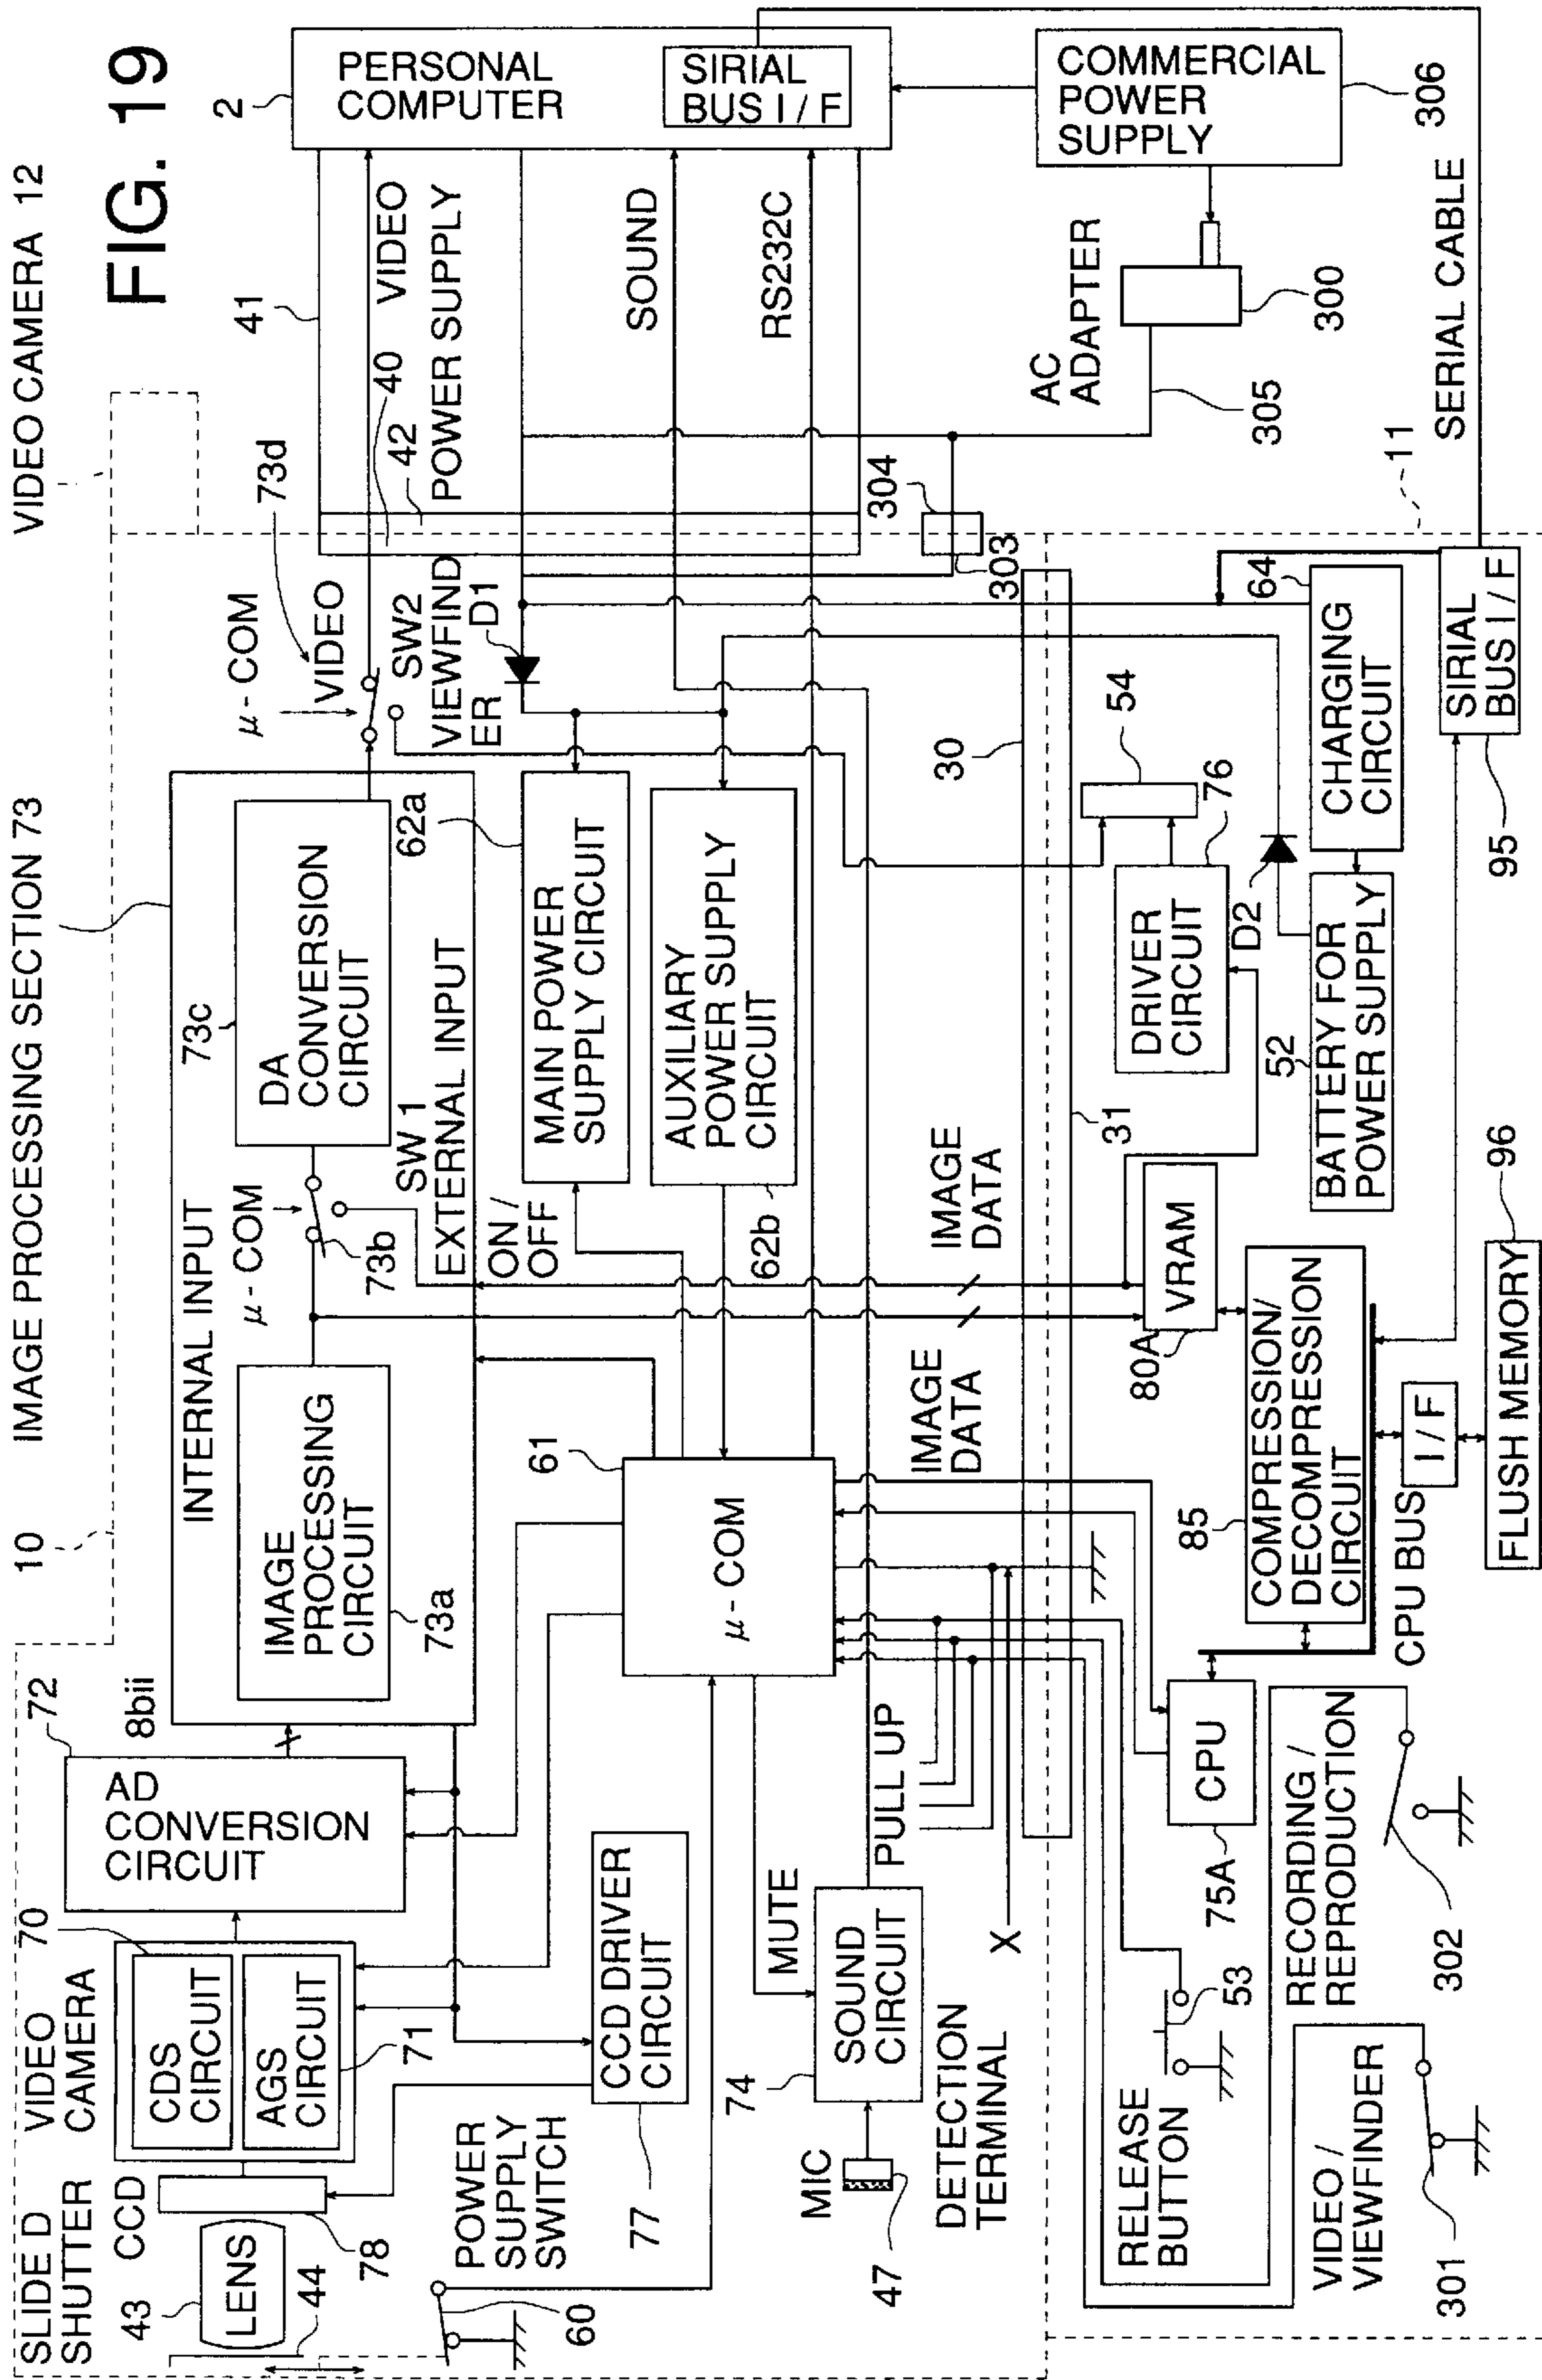 FIG. 19
VIDEO CAMERA 12
IMAGE PROCESSING SECTION 73
10
SLIDE D
SHUTTER
VIDEO
CAMERA
70
72
43
LENS
44
CCD
78
CDS
CIRCUIT
AGS
CIRCUIT
71
AD
CONVERSION
CIRCUIT
8bii
INTERNAL INPUT
IMAGE
PROCESSING
CIRCUIT
73a
μ-COM
73b
SW 1
EXTERNAL INPUT
73c
DA
CONVERSION
CIRCUIT
62a
μ-COM
73d
VIDEO
SW2
VIEWFIND
ER
D1
40
42
41
VIDEO
POWER SUPPLY
SOUND
RS232C
2
PERSONAL
COMPUTER
SIRIAL
BUS I / F
COMMERCIAL
POWER
SUPPLY
306
AC
ADAPTER
300
305
304
303
SERIAL CABLE
11
POWER
SUPPLY
SWITCH
60
CCD DRIVER
CIRCUIT
77
61
μ-COM
ON /
OFF
MAIN POWER
SUPPLY CIRCUIT
AUXILIARY
POWER SUPPLY
CIRCUIT
62b
MUTE
74
SOUND
CIRCUIT
MIC
47
PULL UP
DETECTION
TERMINAL
X
IMAGE
DATA
IMAGE
DATA
30
31
RELEASE
BUTTON
53
VIDEO /
VIEWFINDER
301
RECORDING /
REPRODUCTION
302
CPU
75A
85
COMPRESSION/
DECOMPRESSION
CIRCUIT
CPU BUS
I / F
FLUSH MEMORY
96
80A
VRAM
DRIVER
CIRCUIT
76
54
D2
52
BATTERY FOR
POWER SUPPLY
CHARGING
CIRCUIT
64
SIRIAL
BUS I / F
95